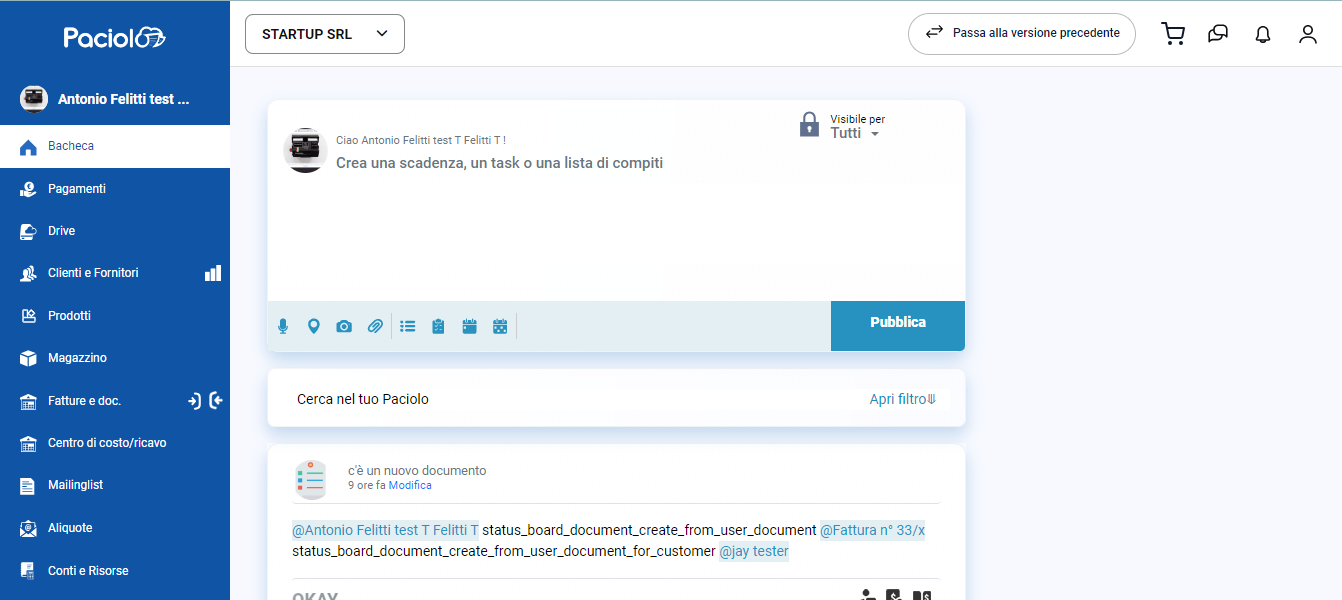 Paciolo
STARTUP SRL
Passa alla versione precedente
Antonio Felitti test ...
Bacheca
Pagamenti
Drive
Clienti e Fornitori
Prodotti
Magazzino
Fatture e doc.
Centro di costo/ricavo
Mailinglist
Aliquote
Conti e Risorse
Ciao Antonio Felitti test T Felitti T !
Crea una scadenza, un task o una lista di compiti
Visibile per
Tutti
Pubblica
Cerca nel tuo Paciolo
Apri filtro⤋
c'è un nuovo documento
9 ore fa Modifica
@Antonio Felitti test T Felitti T status_board_document_create_from_user_document @Fattura n° 33/x
status_board_document_create_from_user_document_for_customer @jay tester
OKAY